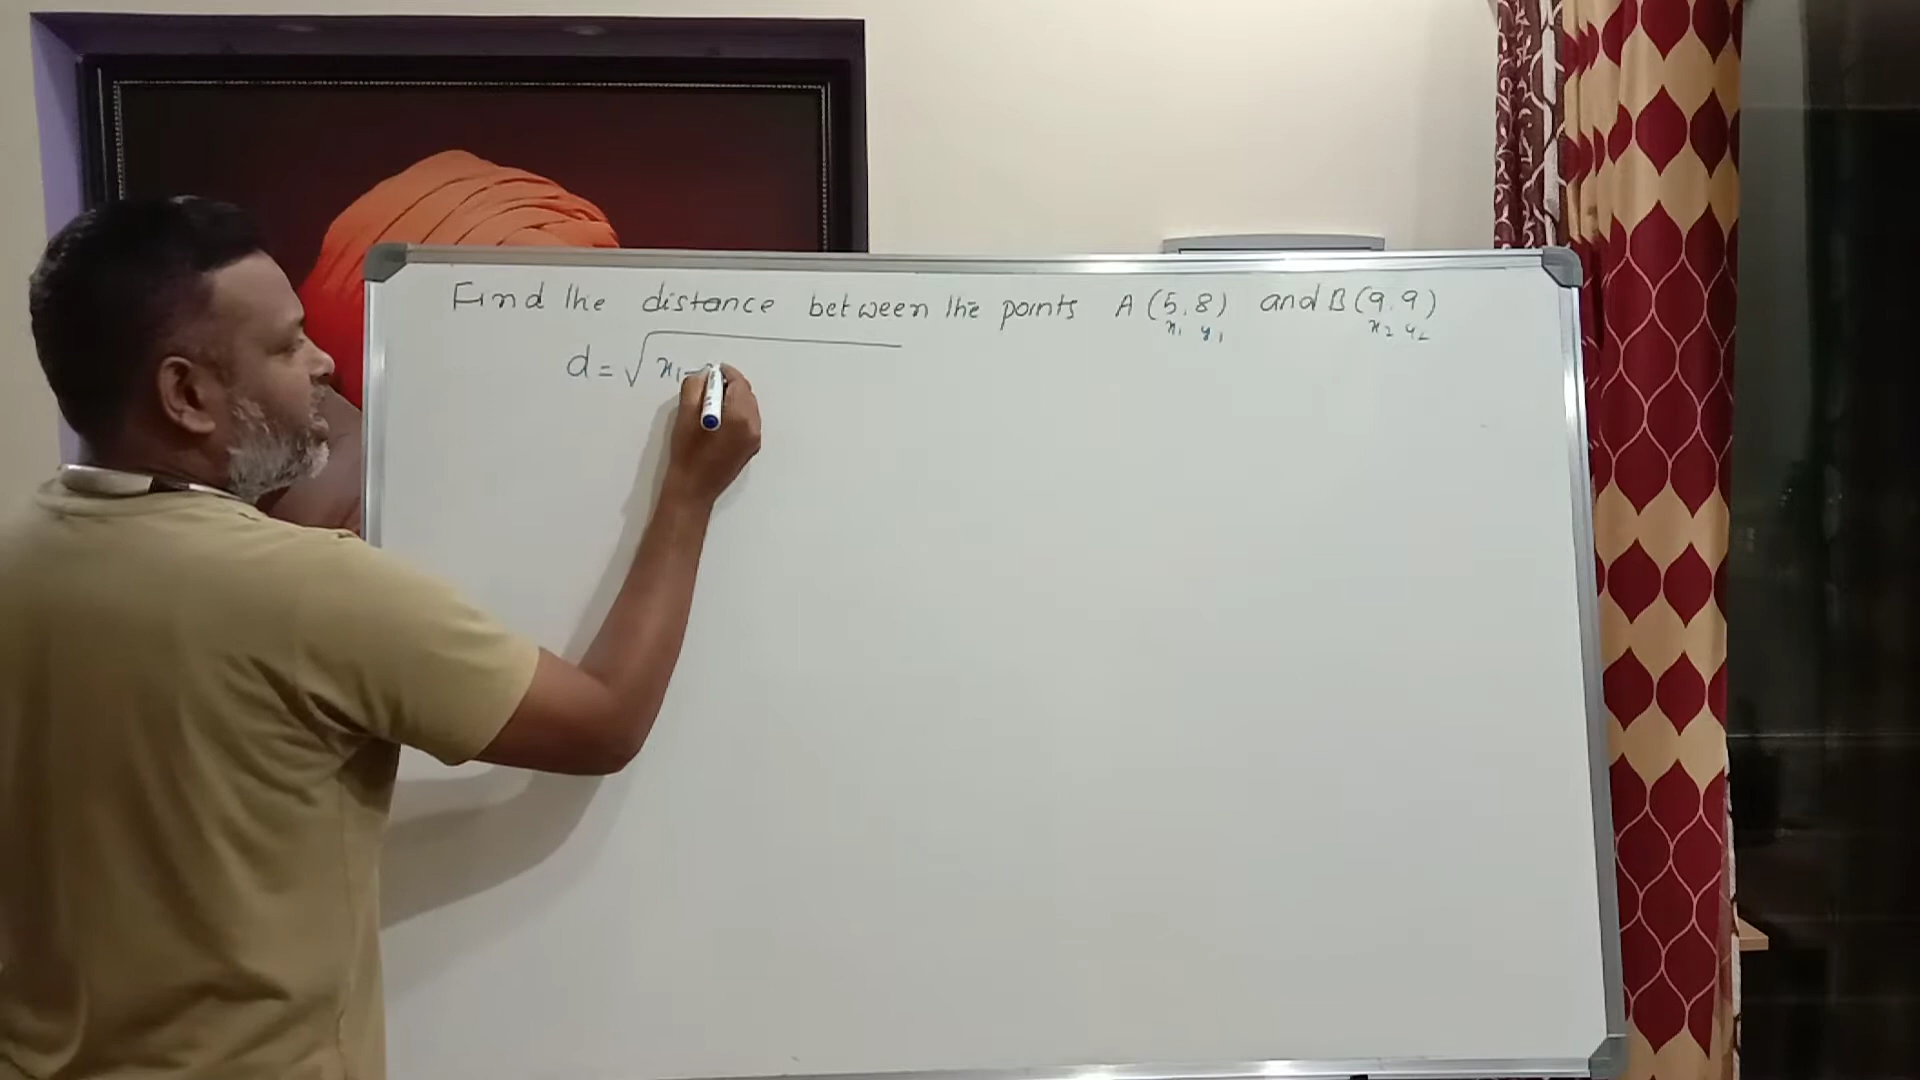 Find the distance between the points A (5,8) and B (9,9)
x₁ y₁ x₂ y₂
d = √ x₁ -